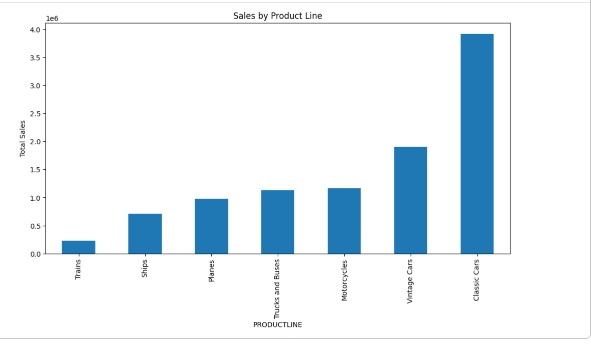 Sales by Product Line
1e6
4.0
3.5
3.0
2.5
2.0
1.5
1.0
0.5
0.0
Total Sales
Trains
Ships
Planes
Trucks and Buses
Motorcycles
Vintage Cars
Classic Cars
PRODUCTLINE